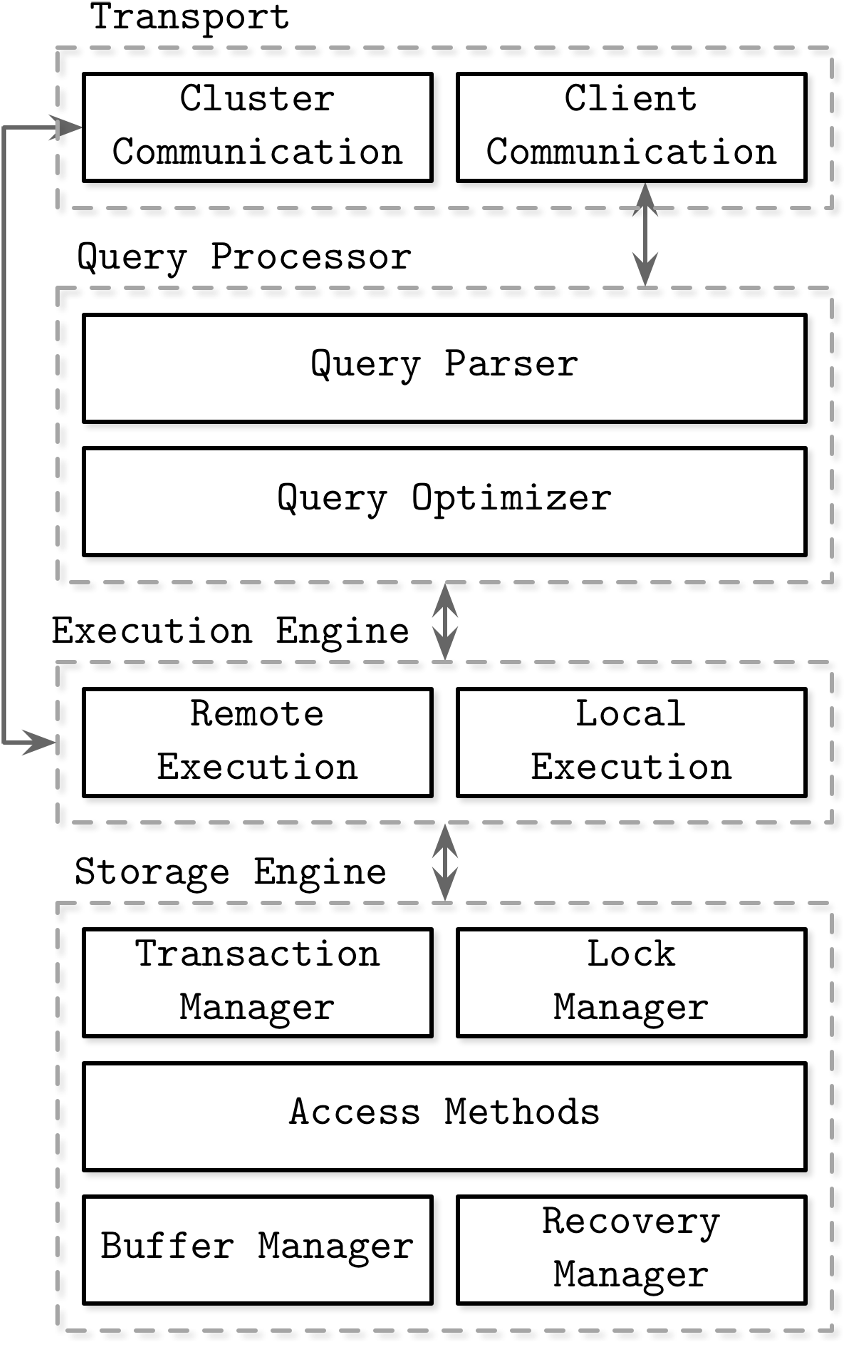 Transport
Cluster
Communication
Client
Communication
Query Processor
Query Parser
Query Optimizer
Execution Engine
Remote
Execution
Local
Execution
Storage Engine
Transaction
Manager
Lock
Manager
Access Methods
Buffer Manager
Recovery
Manager